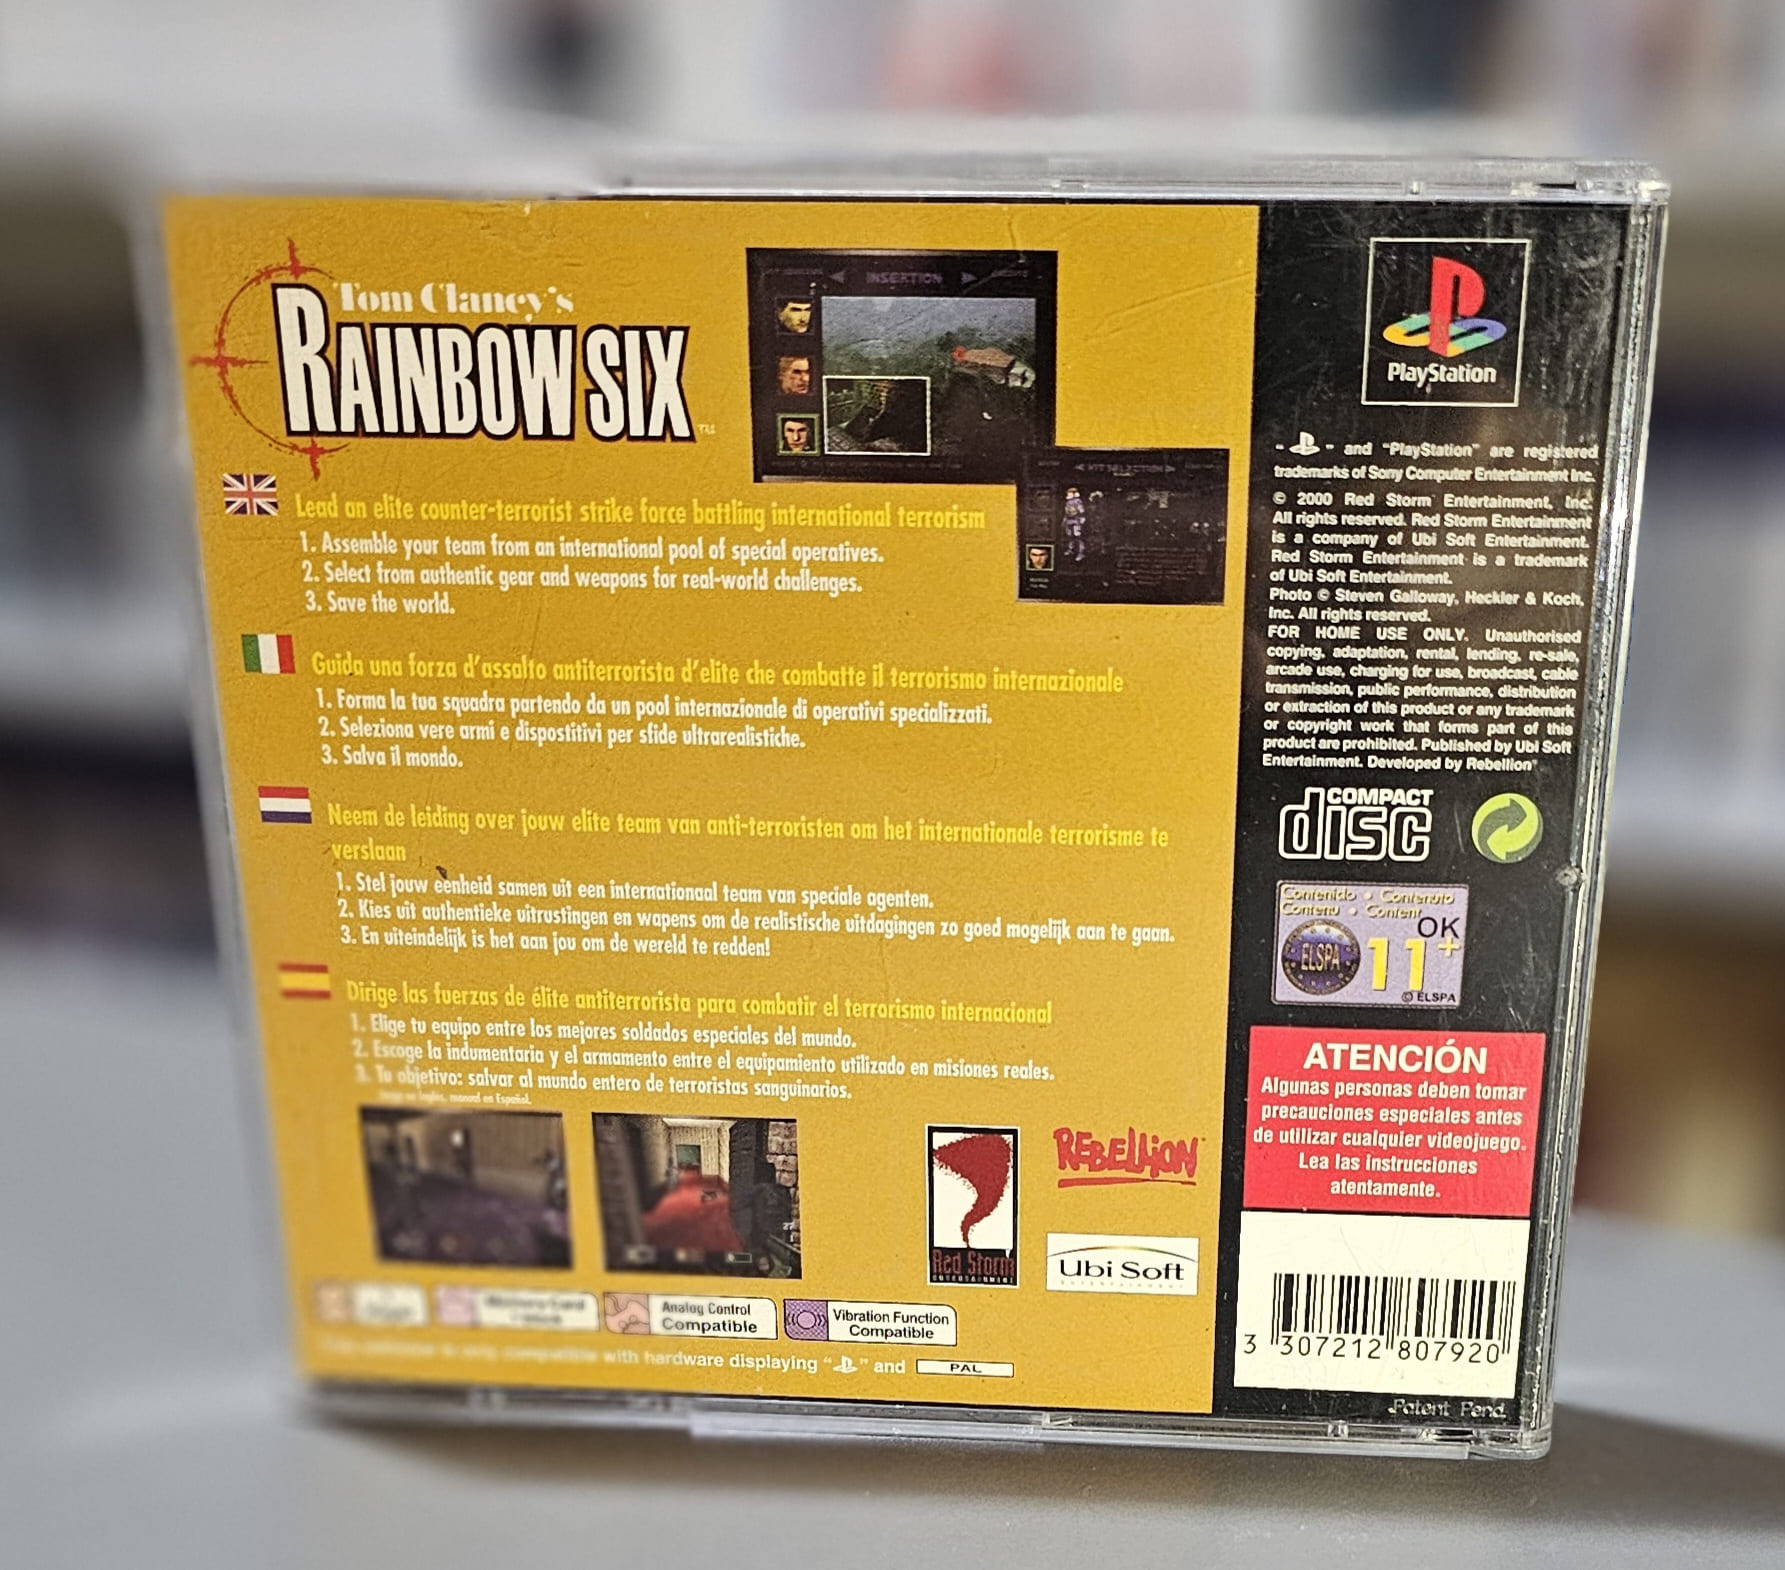 Tom Clancy's
RAINBOW SIX
TM
INSERTION
KIT SELECTION
Lead an elite counter-terrorist strike force battling international terrorism
1. Assemble your team from an international pool of special operatives.
2. Select from authentic gear and weapons for real-world challenges.
3. Save the world.
Guida una forza d'assalto antiterrorista d'elite che combatte il terrorismo internazionale
1. Forma la tua squadra partendo da un pool internazionale di operativi specializzati.
2. Seleziona vere armi e dispostitivi per sfide ultrarealistiche.
3. Salva il mondo.
Neem de leiding over jouw elite team van anti-terroristen om het internationale terrorisme te
verslaan
1. Stel jouw eenheid samen uit een internationaal team van speciale agenten.
2. Kies uit authentieke uitrustingen en wapens om de realistische uitdagingen zo goed mogelijk aan te gaan.
3. En uiteindelijk is het aan jou om de wereld te redden!
Dirige las fuerzas de élite antiterrorista para combatir el terrorismo internacional
1. Elige tu equipo entre los mejores soldados especiales del mundo.
2. Escoge la indumentaria y el armamento entre el equipamiento utilizado en misiones reales.
3. Tu objetivo: salvar al mundo entero de terroristas sanguinarios.
manual en Español.
27
Red Storm
ENTERTAINMENT
REBELLION
Ubi Soft
ENTERTAINMENT
Memory Card
Analog Control
Compatible
Vibration Function
Compatible
with hardware displaying " " and PAL
PlayStation
" " and "PlayStation" are registered
trademarks of Sony Computer Entertainment Inc.
© 2000 Red Storm Entertainment, Inc.
All rights reserved. Red Storm Entertainment
is a company of Ubi Soft Entertainment.
Red Storm Entertainment is a trademark
of Ubi Soft Entertainment.
Photo © Steven Galloway, Heckler & Koch,
Inc. All rights reserved.
FOR HOME USE ONLY. Unauthorised
copying, adaptation, rental, lending, re-sale,
arcade use, charging for use, broadcast, cable
transmission, public performance, distribution
or extraction of this product or any trademark
or copyright work that forms part of this
product are prohibited. Published by Ubi Soft
Entertainment. Developed by Rebellion"
COMPACT
disc
Contenido • Contenuto
Contenu • Content
OK
ELSPA
11+
© ELSPA
ATENCIÓN
Algunas personas deben tomar
precauciones especiales antes
de utilizar cualquier videojuego.
Lea las instrucciones
atentamente.
3 307212 807920
Patent Pend.